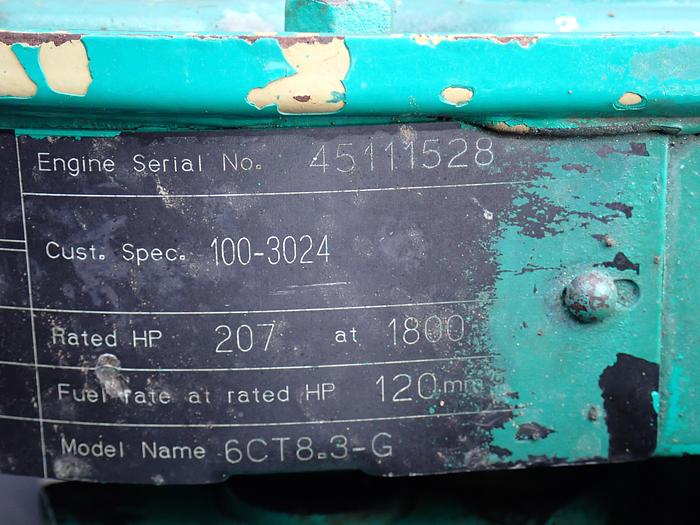 Engine Serial No. 45111528
Cust. Spec. 100-3024
Rated HP 207 at 1800
Fuel rate at rated HP 120 mm
Model Name 6CT8.3-G